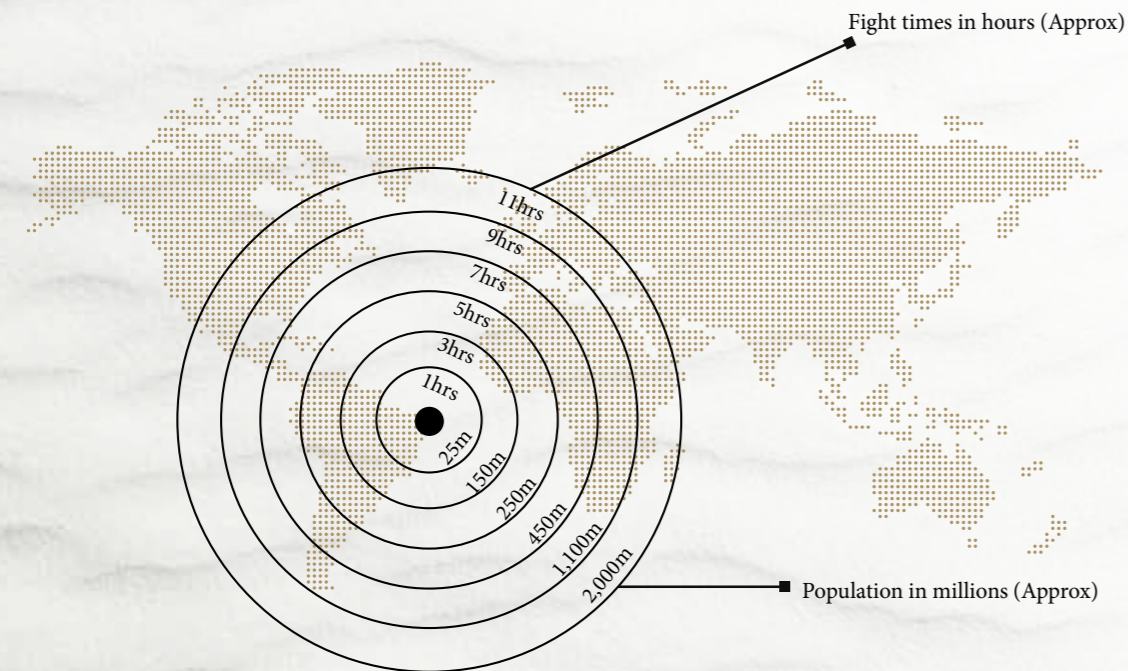 Fight times in hours (Approx)
11hrs
9hrs
7hrs
5hrs
3hrs
1hrs
25m
150m
250m
450m
1,100m
2,000m
Population in millions (Approx)